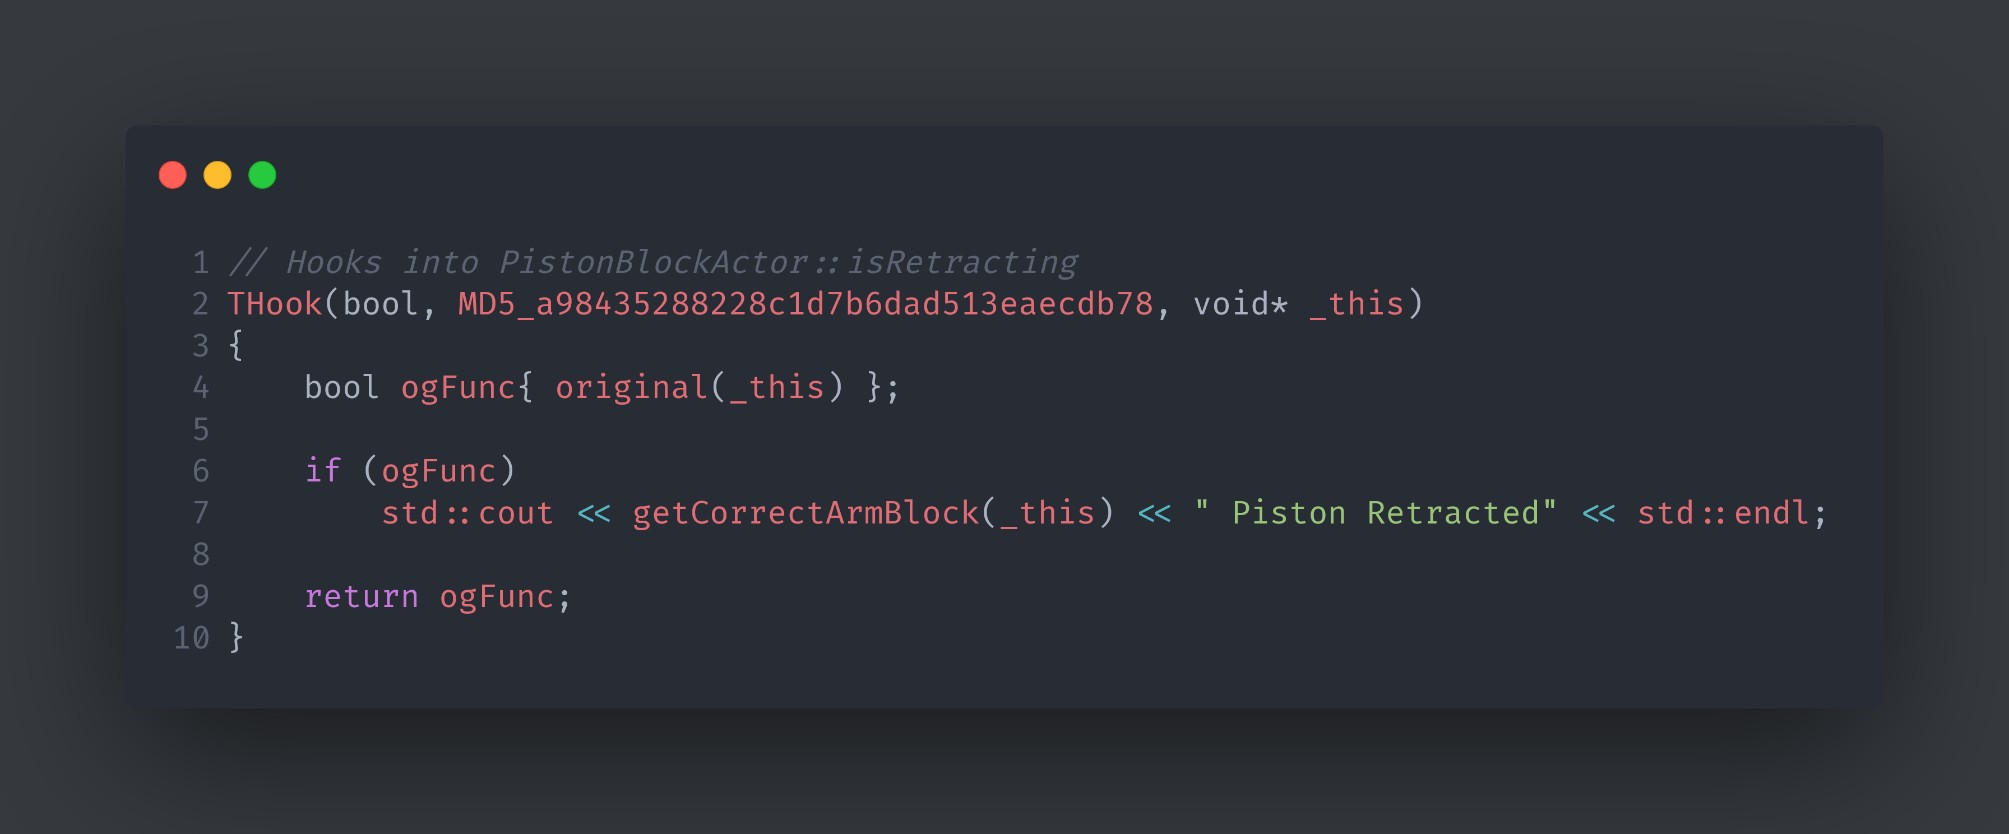 1 // Hooks into PistonBlockActor::isRetracting
2 THook(bool, MD5_a98435288228c1d7b6dad513eaecdb78, void* _this)
3 {
4     bool ogFunc{ original(_this) };
5
6     if (ogFunc)
7         std::cout << getCorrectArmBlock(_this) << " Piston Retracted" << std::endl;
8
9     return ogFunc;
10 }